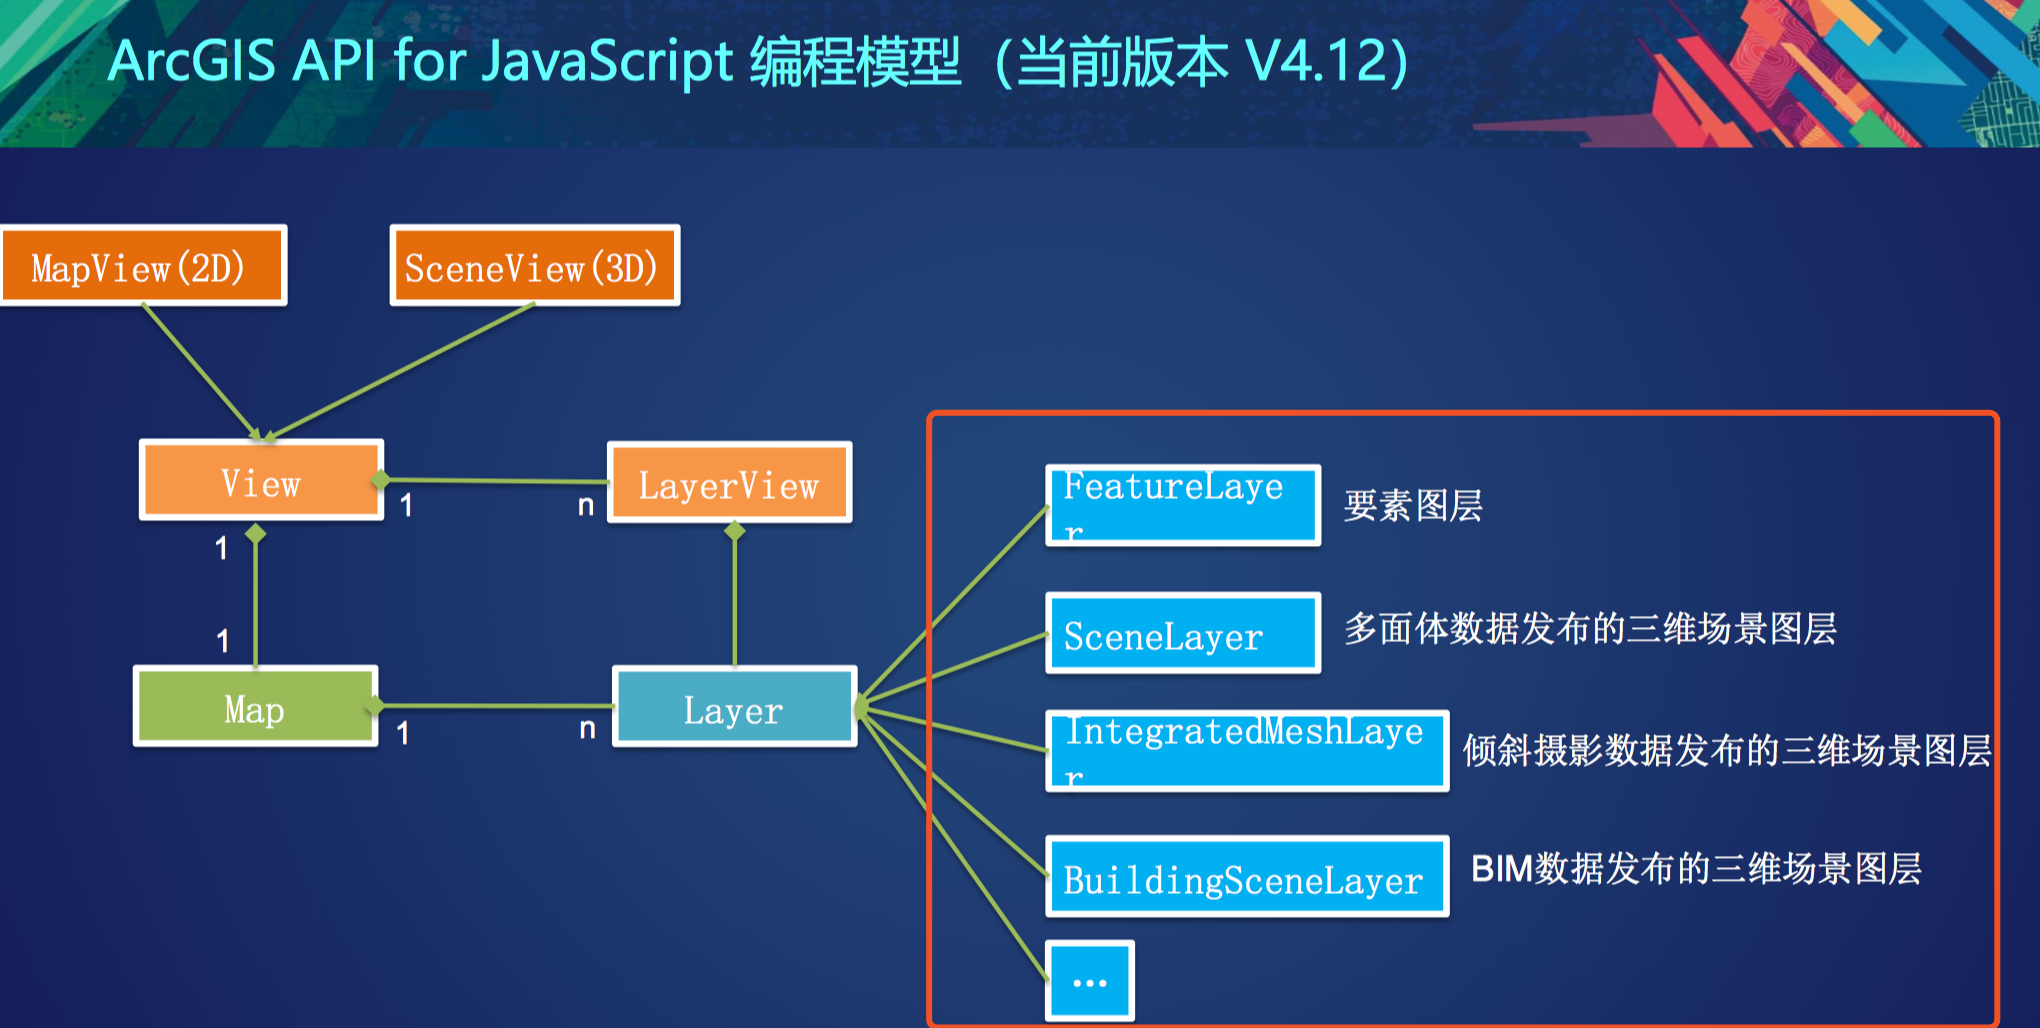 ArcGIS API for JavaScript 编程模型（当前版本 V4.12）
MapView(2D)
SceneView(3D)
View
1
n
LayerView
1
1
Map
1
n
Layer
FeatureLaye
r
要素图层
SceneLayer
多面体数据发布的三维场景图层
IntegratedMeshLaye
r
倾斜摄影数据发布的三维场景图层
BuildingSceneLayer
BIM数据发布的三维场景图层
...